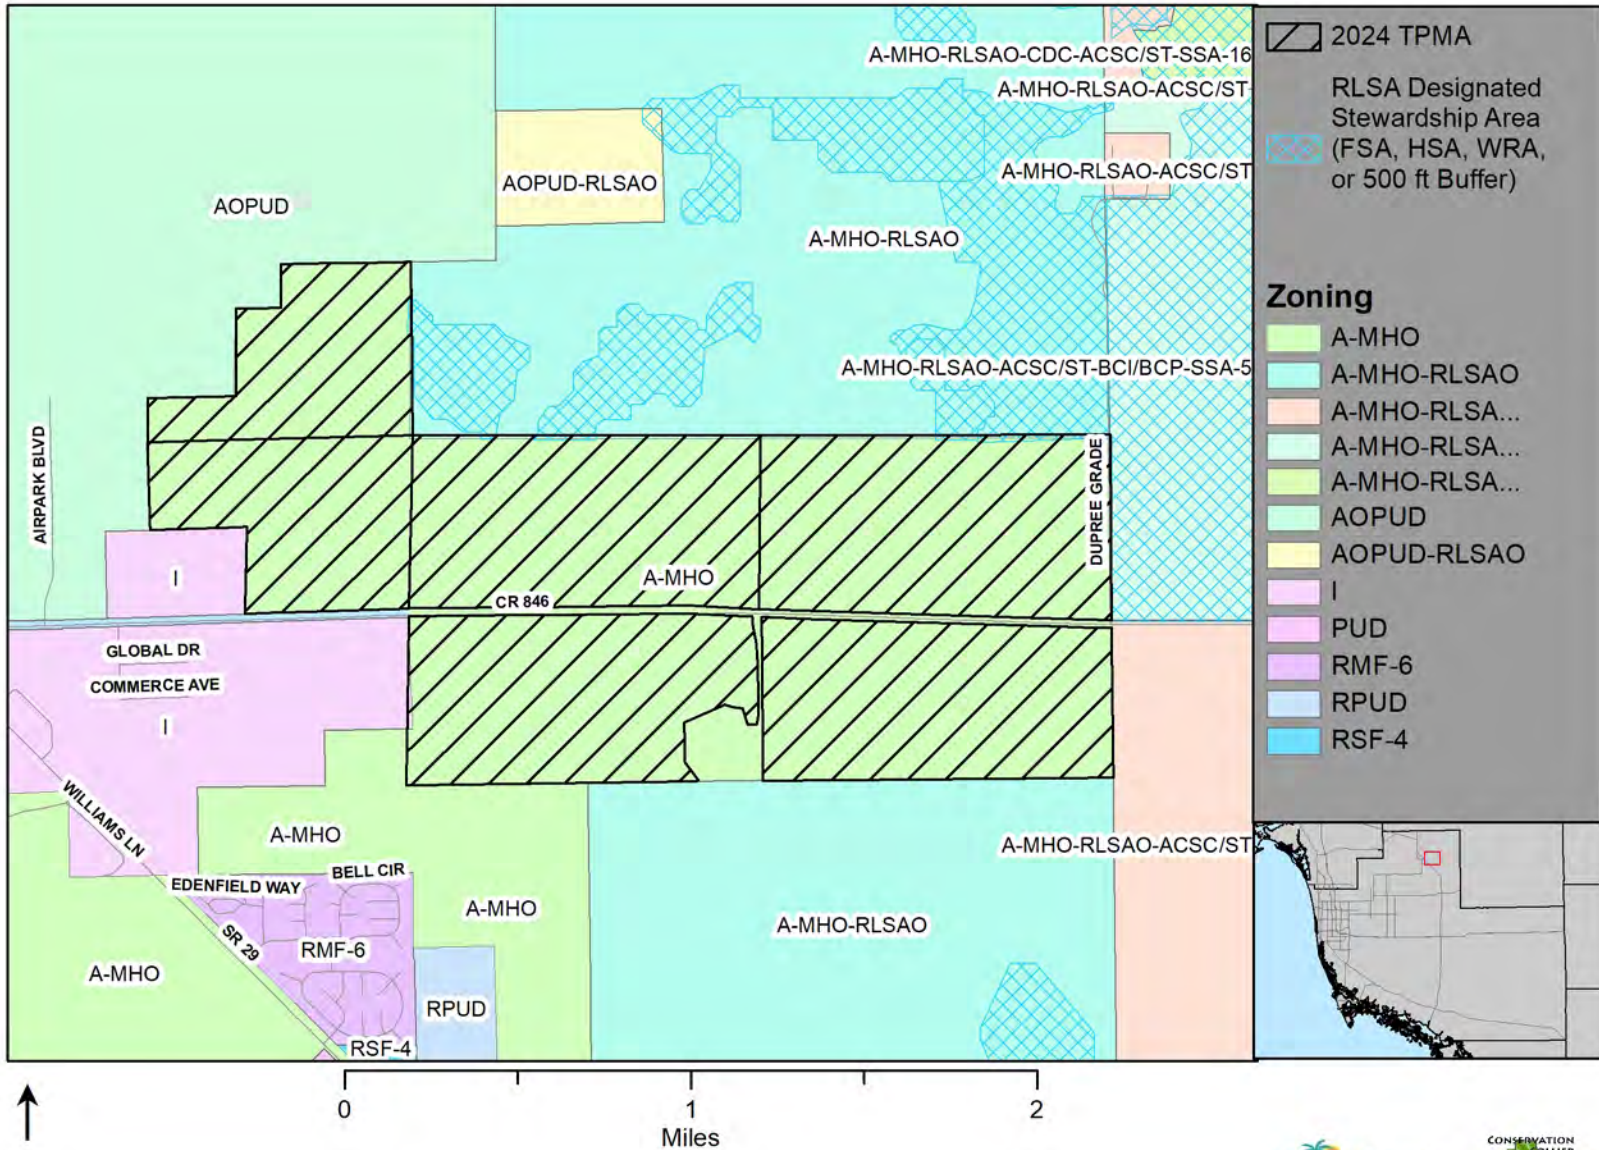 A-MHO-RLSAO-CDC-ACSC/ST-SSA-16
A-MHO-RLSAO-ACSC/ST
A-MHO-RLSAO-ACSC/ST
AOPUD-RLSAO
AOPUD
A-MHO-RLSAO
A-MHO-RLSAO-ACSC/ST-BCI/BCP-SSA-5
AIRPARK BLVD
DUPREE GRADE
I
A-MHO
CR 846
GLOBAL DR
COMMERCE AVE
I
WILLIAMS LN
A-MHO
A-MHO-RLSAO-ACSC/ST
EDENFIELD WAY
BELL CIR
A-MHO
A-MHO-RLSAO
SR 29
RMF-6
A-MHO
RPUD
RSF-4
2024 TPMA
RLSA Designated
Stewardship Area
(FSA, HSA, WRA,
or 500 ft Buffer)
Zoning
A-MHO
A-MHO-RLSAO
A-MHO-RLSA...
A-MHO-RLSA...
A-MHO-RLSA...
AOPUD
AOPUD-RLSAO
I
PUD
RMF-6
RPUD
RSF-4
0
1
2
Miles
CONSERVATION